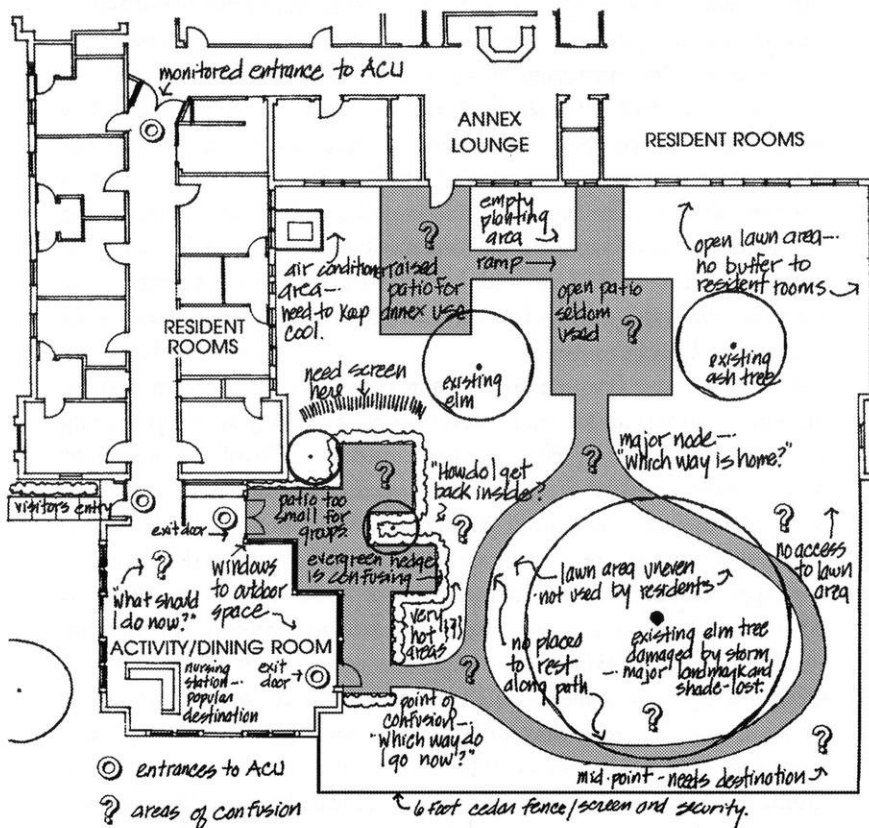 monitored entrance to ACU
ANNEX
LOUNGE
RESIDENT ROOMS
empty
planting
area
ramp
open lawn area--
no buffer to
resident rooms
air conditioner
area--
need to keep
cool.
raised
patio for
annex use
open patio
seldom
used
RESIDENT
ROOMS
existing
elm
existing
ash tree
need screen
here
major node--
"Which way is home?"
"How do I get
back inside?
visitors entry
exit door
patio too
small for
groups
evergreen hedge
is confusing
windows
to outdoor
space
"What should
I do now?"
ACTIVITY/DINING ROOM
nursing
station--
popular
destination
exit
door
very
hot
areas
lawn area uneven
not used by residents
no access
to lawn
area
no places
to rest
along path
existing elm tree
damaged by storm
-- major landmark and
shade-lost.
point of
confusion--
"Which way do
I go now?"
mid-point-needs destination
entrances to ACU
? areas of confusion
6 foot cedar fence/screen and security.